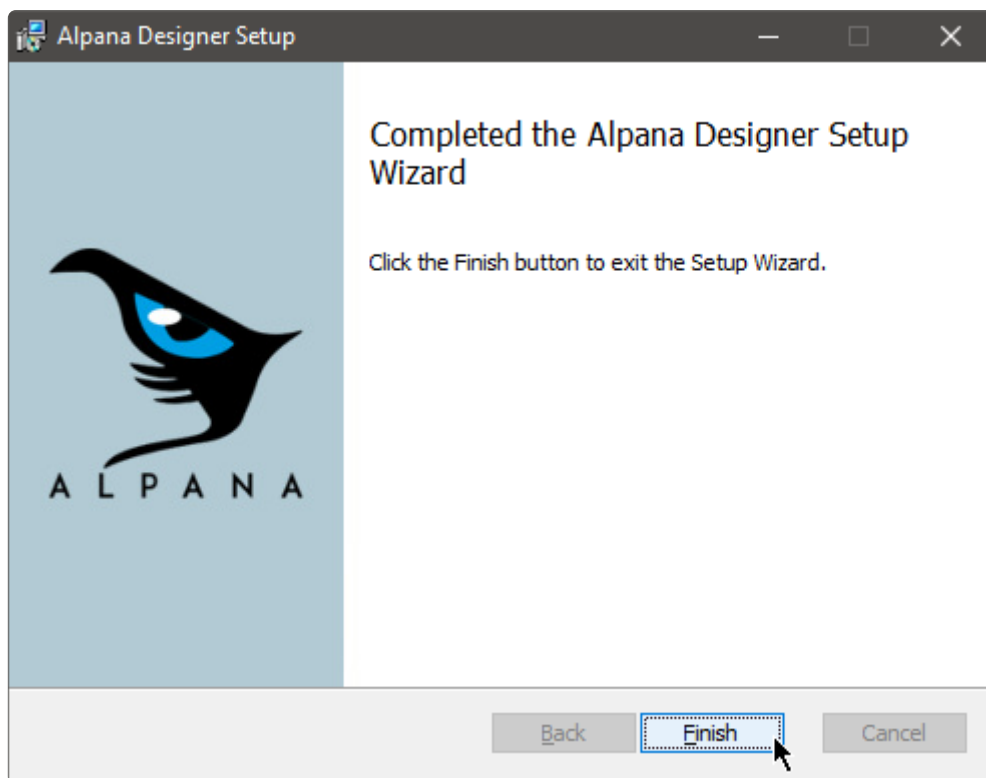 Alpana Designer Setup
Completed the Alpana Designer Setup
Wizard
Click the Finish button to exit the Setup Wizard.
ALPANA
Back Finish Cancel